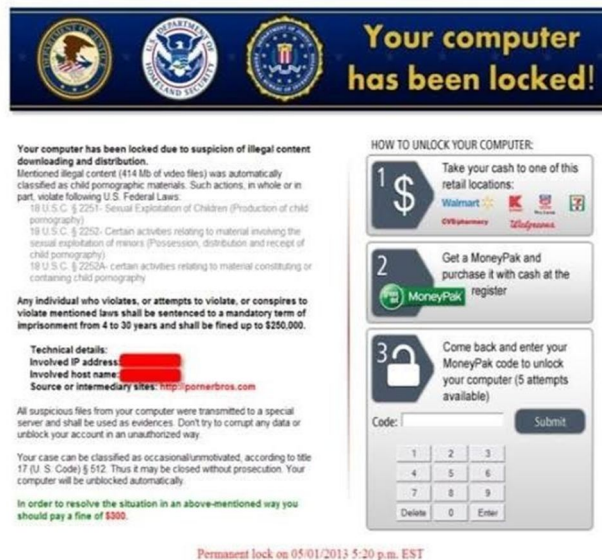 Your computer
has been locked!
Your computer has been locked due to suspicion of illegal content
downloading and distribution.
Mentioned illegal content (414 Mb of video files) was automatically
classified as child pornographic materials. Such actions, in whole or in
part, violate following U.S. Federal Laws:
18 U.S.C. § 2251- Sexual Exploitation of Children (Production of child
pornography)
18 U.S.C. § 2252- Certain activities relating to material involving the
sexual exploitation of minors (Possession, distribution and receipt of
child pornography)
18 U.S.C. § 2252A- certain activities relating to material constituting or
containing child pornography
Any individual who violates, or attempts to violate, or conspires to
violate mentioned laws shall be sentenced to a mandatory term of
imprisonment from 4 to 30 years and shall be fined up to $250,000.
Technical details:
Involved IP address:
Involved host name:
Source or intermediary sites: http://pornerbros.com
All suspicious files from your computer were transmitted to a special
server and shall be used as evidences. Don't try to corrupt any data or
unblock your account in an unauthorized way.
Your case can be classified as occasional/unmotivated, according to title
17 (U. S. Code) § 512. Thus it may be closed without prosecution. Your
computer will be unblocked automatically.
In order to resolve the situation in an above-mentioned way you
should pay a fine of $300.
HOW TO UNLOCK YOUR COMPUTER:
1 $
Take your cash to one of this
retail locations:
Walmart
CVS/pharmacy Walgreens
2
Get a MoneyPak and
purchase it with cash at the
register
MoneyPak
3
Come back and enter your
MoneyPak code to unlock
your computer (5 attempts
available)
Code: Submit
1 2 3
4 5 6
7 8 9
Delete 0 Enter
Permanent lock on 05/01/2013 5:20 p.m. EST